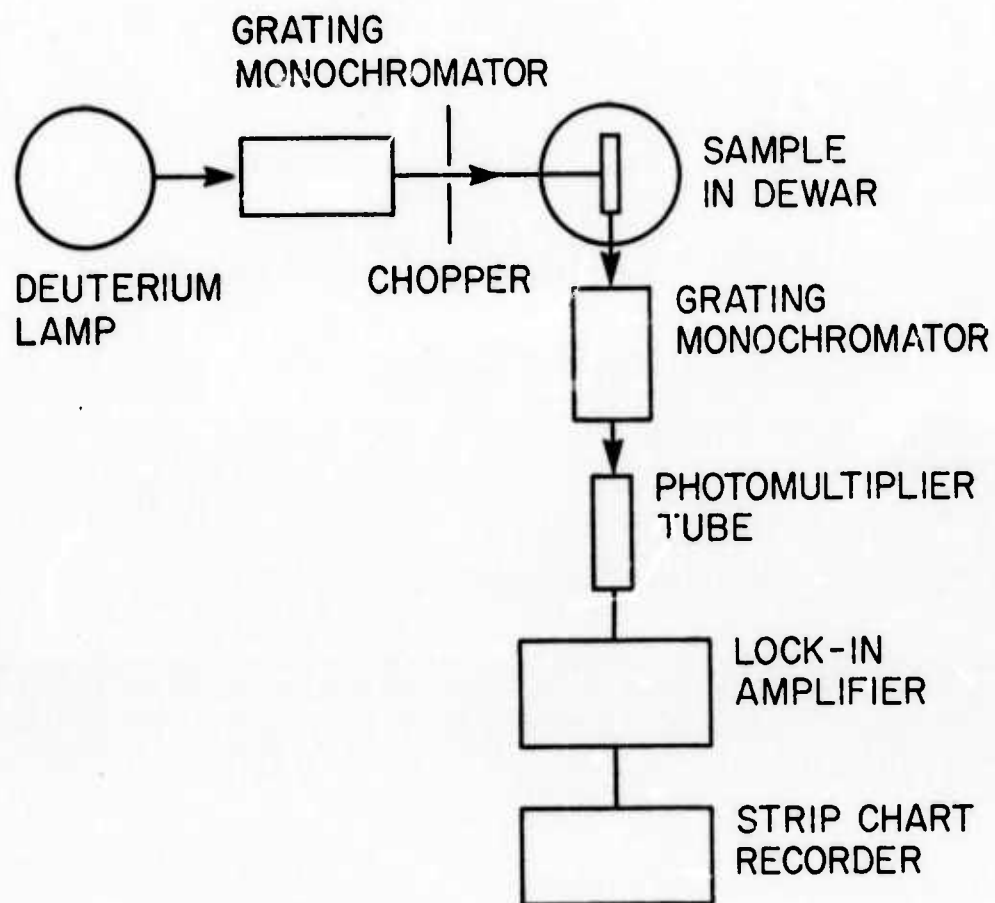 GRATING
MONOCHROMATOR
SAMPLE
IN DEWAR
DEUTERIUM
LAMP
CHOPPER
GRATING
MONOCHROMATOR
PHOTOMULTIPLIER
TUBE
LOCK-IN
AMPLIFIER
STRIP CHART
RECORDER